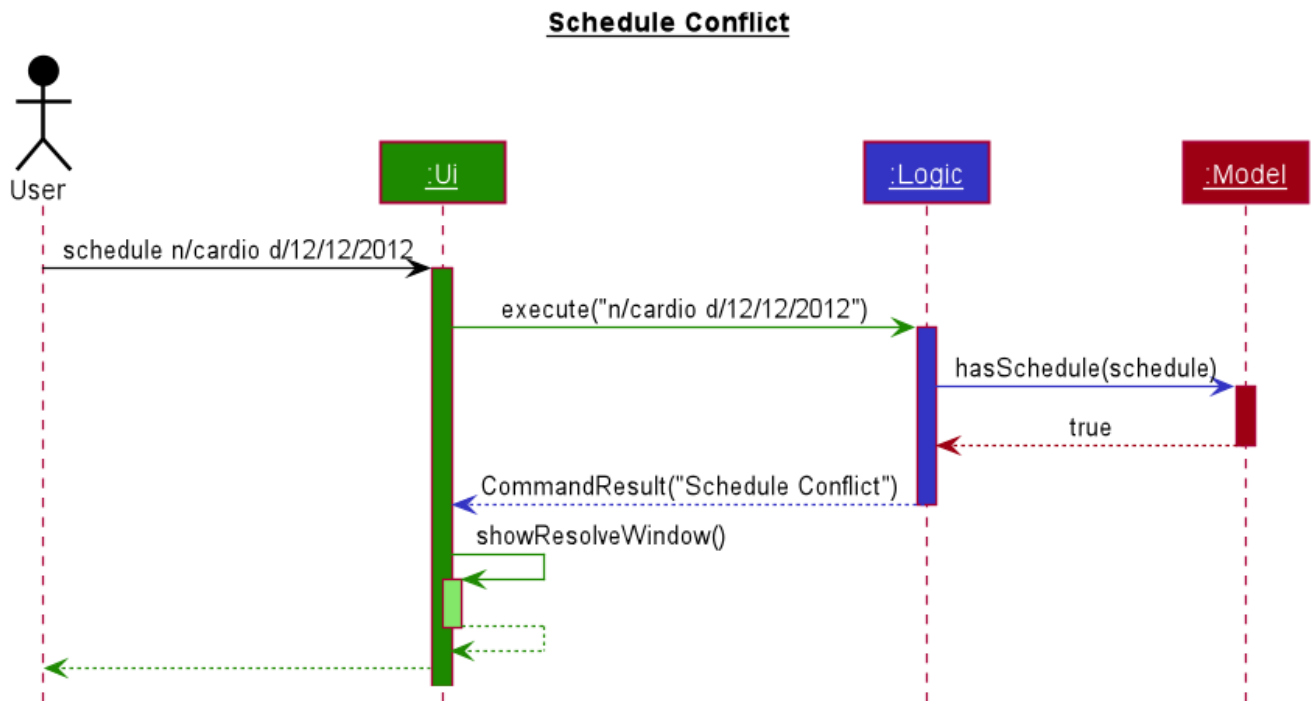 Schedule Conflict
User
:Ui
:Logic
:Model
schedule n/cardio d/12/12/2012
execute("n/cardio d/12/12/2012")
hasSchedule(schedule)
true
CommandResult("Schedule Conflict")
showResolveWindow()